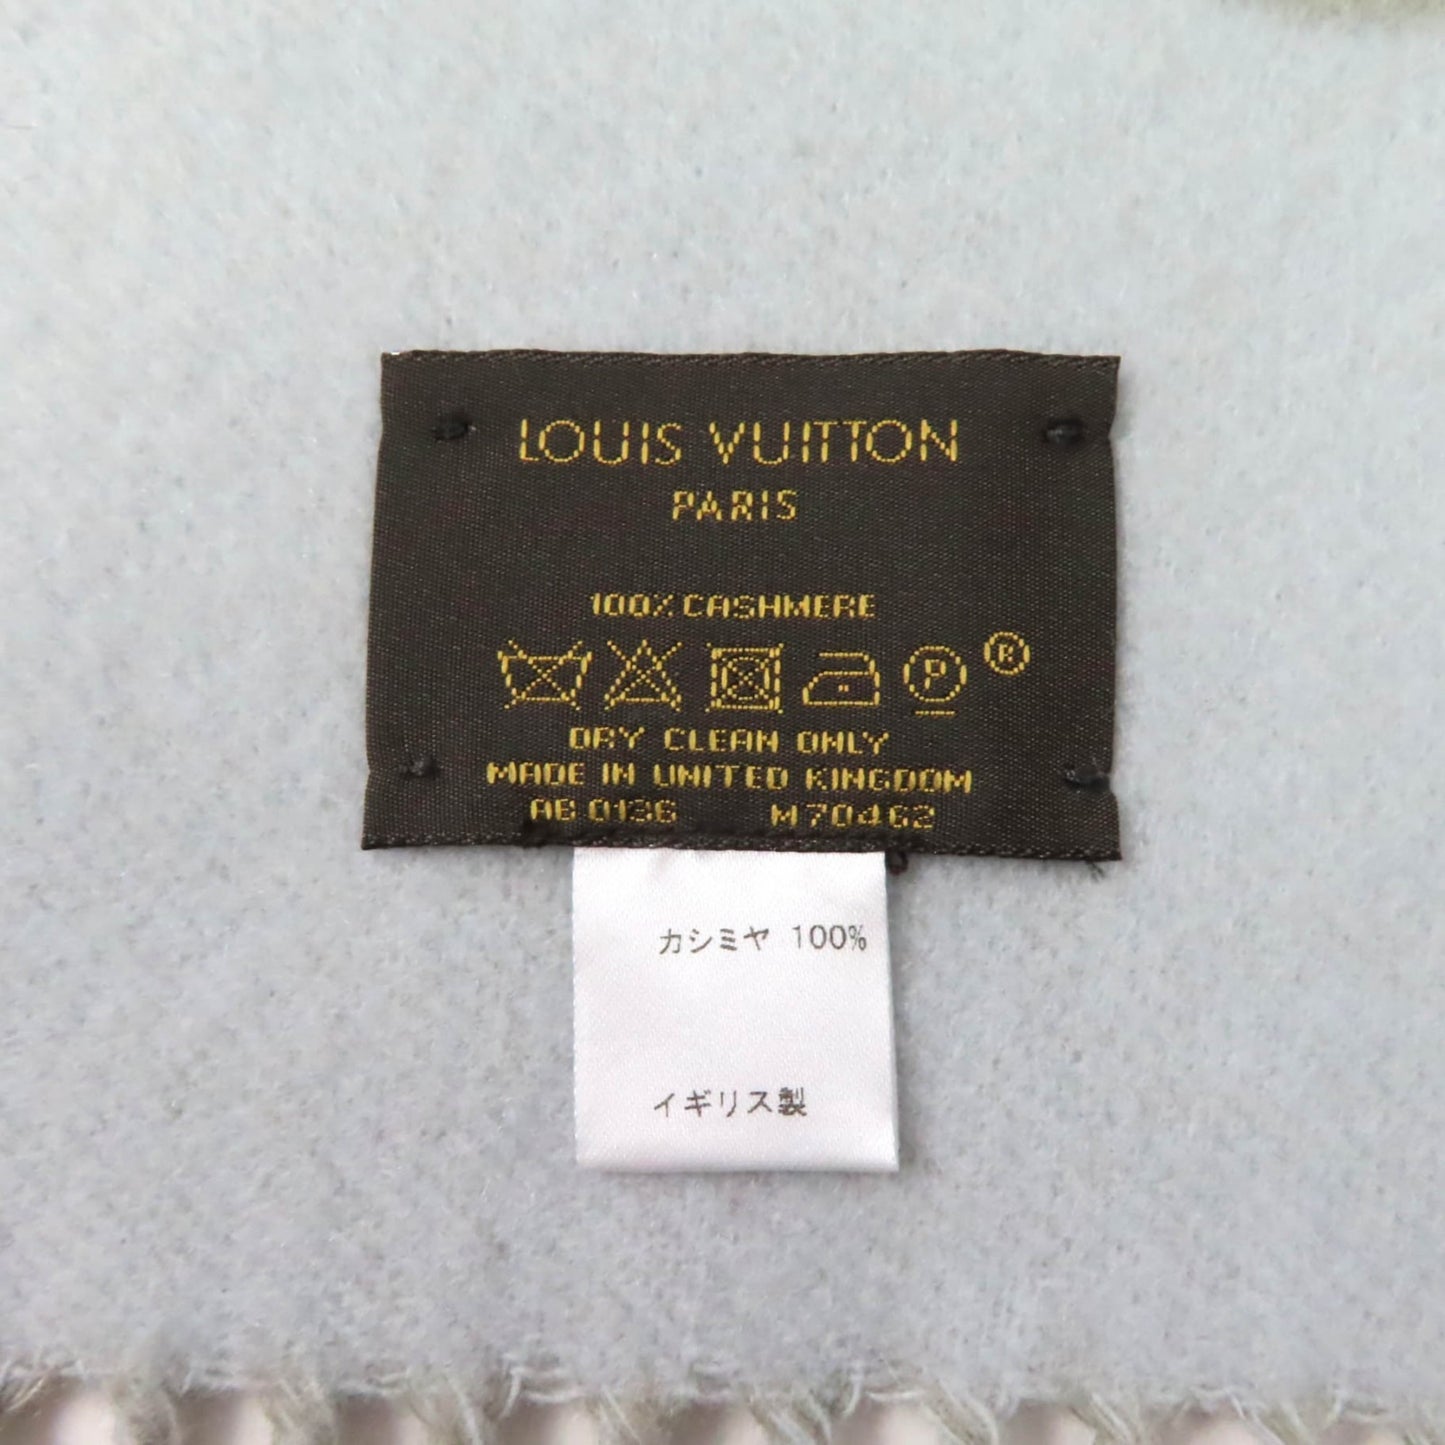 LOUIS VUITTON
PARIS
100% CASHMERE
P ®
DRY CLEAN ONLY
MADE IN UNITED KINGDOM
AB 0136 M70462
カシミヤ 100%
イギリス製